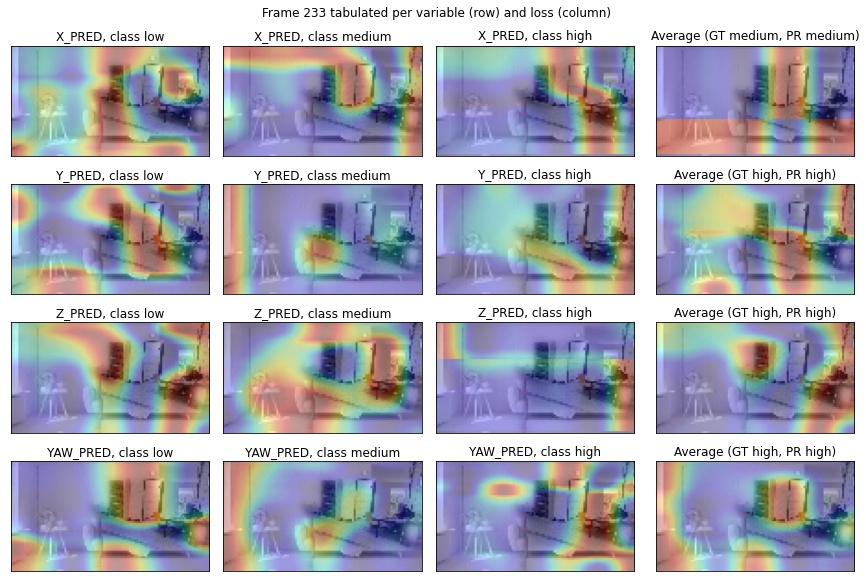 Frame 233 tabulated per variable (row) and loss (column)
X_PRED, class low
X_PRED, class medium
X_PRED, class high
Average (GT medium, PR medium)
Y_PRED, class low
Y_PRED, class medium
Y_PRED, class high
Average (GT high, PR high)
Z_PRED, class low
Z_PRED, class medium
Z_PRED, class high
Average (GT high, PR high)
YAW_PRED, class low
YAW_PRED, class medium
YAW_PRED, class high
Average (GT high, PR high)